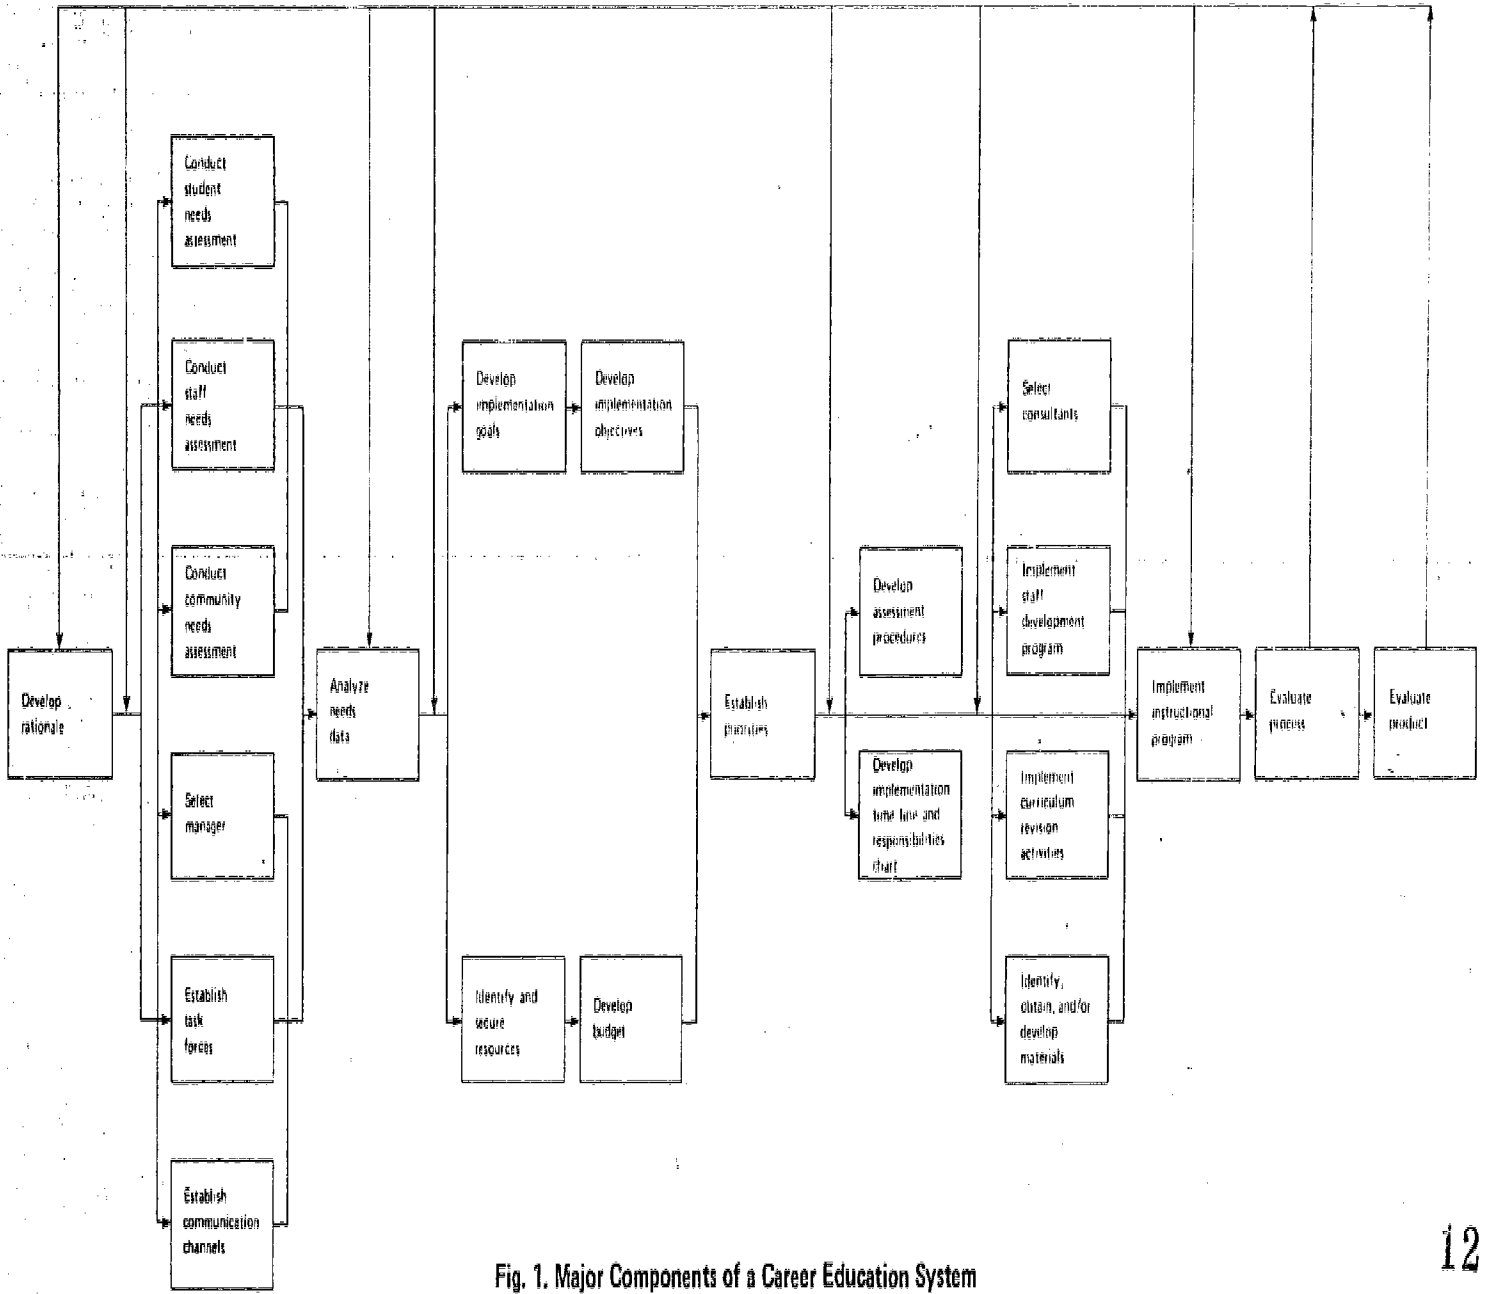 Conduct
student
needs
assessment
Conduct
staff
needs
assessment
Conduct
community
needs
assessment
Develop
rationale
Select
manager
Establish
task
forces
Establish
communication
channels
Analyze
needs
data
Develop
implementation
goals
Develop
implementation
objectives
Identify and
secure
resources
Develop
budget
Establish
priorities
Develop
assessment
procedures
Develop
implementation
time line and
responsibilities
chart
Select
consultants
Implement
staff
development
program
Implement
curriculum
revision
activities
Identify,
obtain, and/or
develop
materials
Implement
instructional
program
Evaluate
process
Evaluate
product
Fig. 1. Major Components of a Career Education System
12